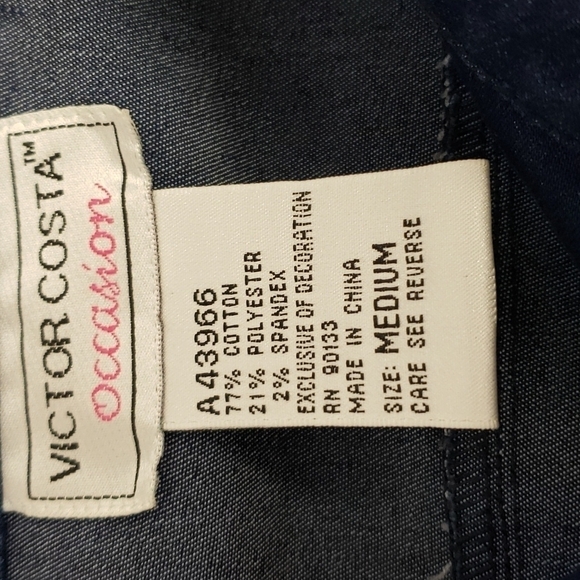 VICTOR COSTA™
occasion
A43966
77% COTTON
21% POLYESTER
2% SPANDEX
EXCLUSIVE OF DECORATION
RN 90133
MADE IN CHINA
SIZE: MEDIUM
CARE SEE REVERSE